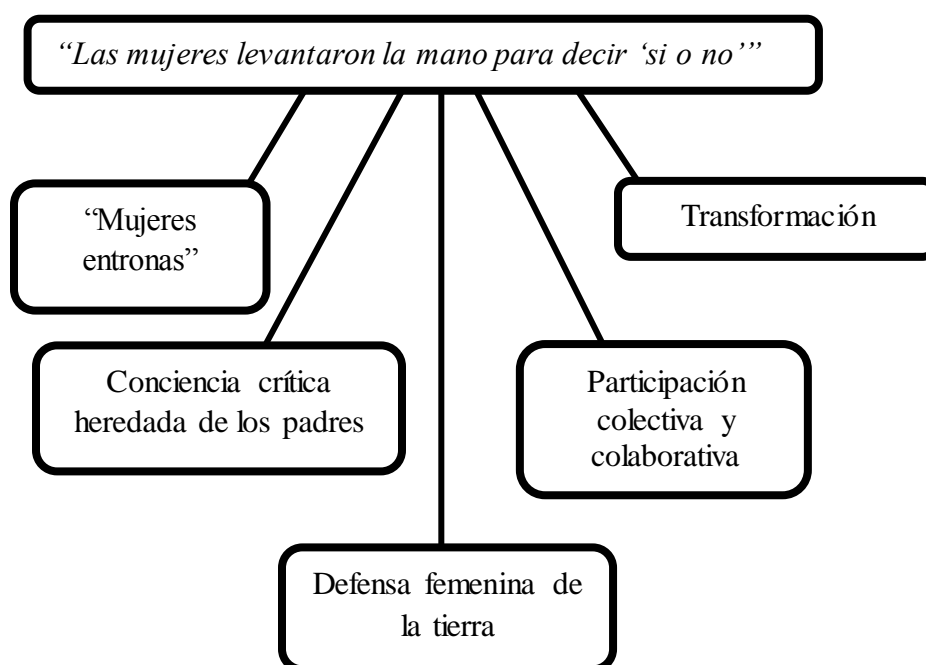 “Las mujeres levantaron la mano para decir ‘si o no’”
“Mujeres
entronas”
Transformación
Conciencia crítica
heredada de los padres
Participación
colectiva y
colaborativa
Defensa femenina de
la tierra